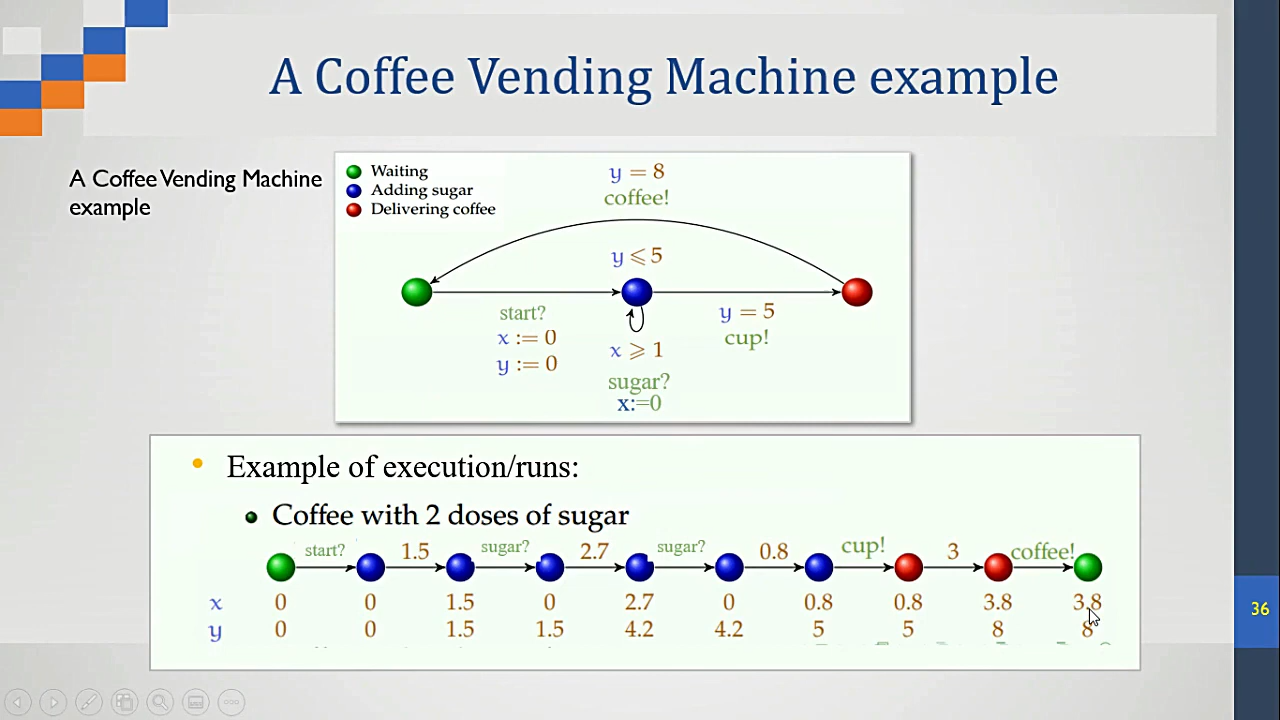 A Coffee Vending Machine example
A Coffee Vending Machine
example
Waiting
Adding sugar
Delivering coffee
y = 8
coffee!
y ⩽ 5
start?
x := 0
y := 0
x ⩾ 1
sugar?
x:=0
y = 5
cup!
Example of execution/runs:
Coffee with 2 doses of sugar
start? 1.5 sugar? 2.7 sugar? 0.8 cup! 3 coffee!
x 0 0 1.5 0 2.7 0 0.8 0.8 3.8 3.8
y 0 0 1.5 1.5 4.2 4.2 5 5 8 8
36